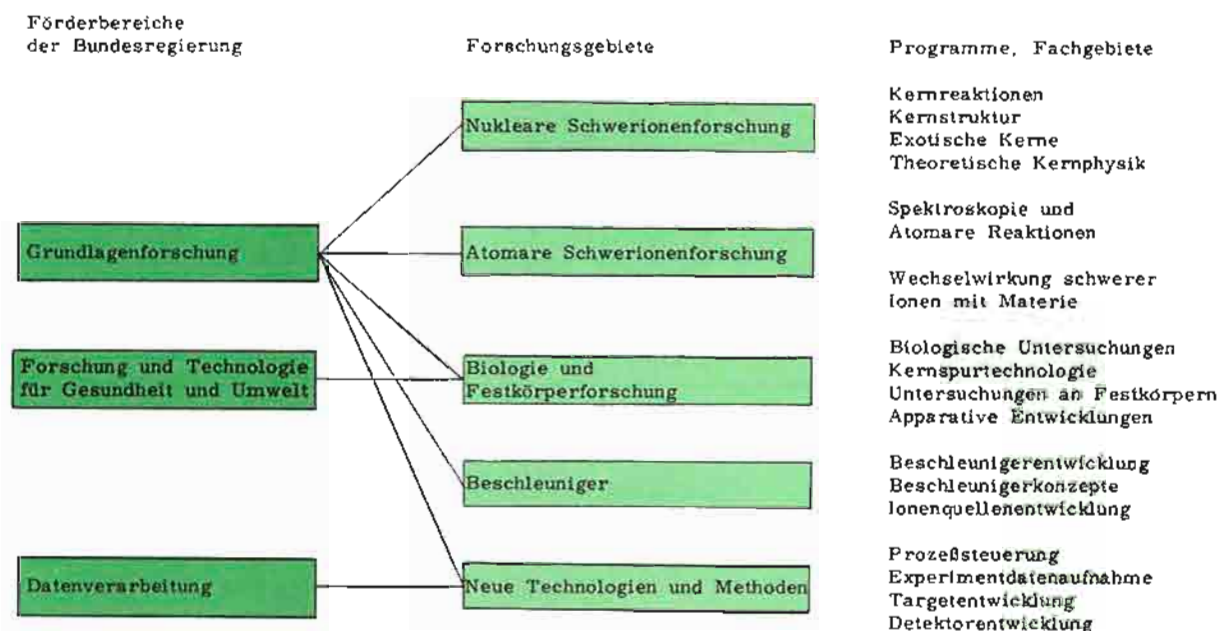 Förderbereiche
der Bundesregierung
Forschungsgebiete
Programme, Fachgebiete
Grundlagenforschung
Forschung und Technologie
für Gesundheit und Umwelt
Datenverarbeitung
Nukleare Schwerionenforschung
Atomare Schwerionenforschung
Biologie und
Festkörperforschung
Beschleuniger
Neue Technologien und Methoden
Kernreaktionen
Kernstruktur
Exotische Kerne
Theoretische Kernphysik
Spektroskopie und
Atomare Reaktionen
Wechselwirkung schwerer
Ionen mit Materie
Biologische Untersuchungen
Kernspurtechnologie
Untersuchungen an Festkörpern
Apparative Entwicklungen
Beschleunigerentwicklung
Beschleunigerkonzepte
Ionenquellenentwicklung
Prozeßsteuerung
Experimentdatenaufnahme
Targetentwicklung
Detektorentwicklung